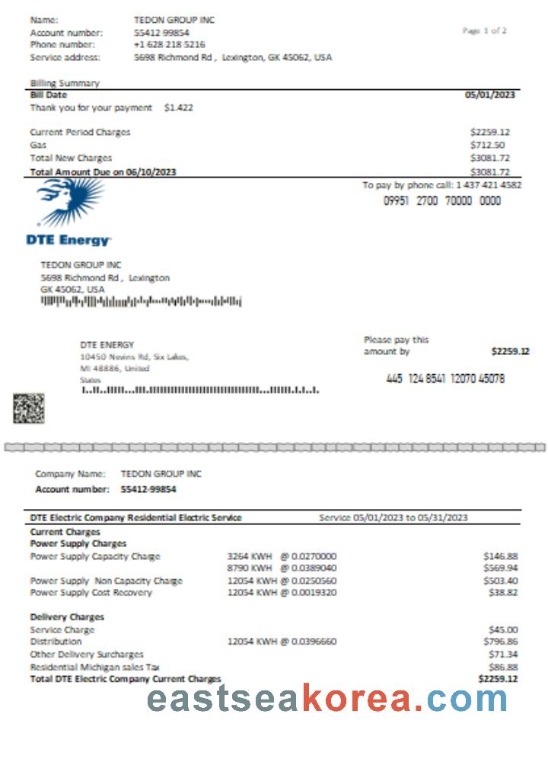 Name: TEDON GROUP INC
Account number: 55412 99854 Page 1 of 2
Phone number: +1 628 218 5216
Service address: 5698 Richmond Rd , Lexington, GK 45062, USA
Billing Summary
Bill Date 05/01/2023
Thank you for your payment $1.422
Current Period Charges $2259.12
Gas $712.50
Total New Charges $3081.72
Total Amount Due on 06/10/2023 $3081.72
To pay by phone call: 1 437 421 4582
09951 2700 70000 0000
DTE Energy
TEDON GROUP INC
5698 Richmond Rd , Lexington
GK 45062, USA
Please pay this
amount by $2259.12
DTE ENERGY
10450 Nevins Rd, Six Lakes,
MI 48886, United
States
445 124 8541 12070 45078
Company Name: TEDON GROUP INC
Account number: 55412-99854
DTE Electric Company Residential Electric Service Service 05/01/2023 to 05/31/2023
Current Charges
Power Supply Charges
Power Supply Capacity Charge 3264 KWH @ 0.0270000 $146.88
8790 KWH @ 0.0389040 $569.94
Power Supply Non Capacity Charge 12054 KWH @ 0.0250560 $503.40
Power Supply Cost Recovery 12054 KWH @ 0.0019320 $38.82
Delivery Charges
Service Charge $45.00
Distribution 12054 KWH @ 0.0396660 $796.86
Other Delivery Surcharges $71.34
Residential Michigan sales Tax $86.88
Total DTE Electric Company Current Charges $2259.12
eastseakorea.com